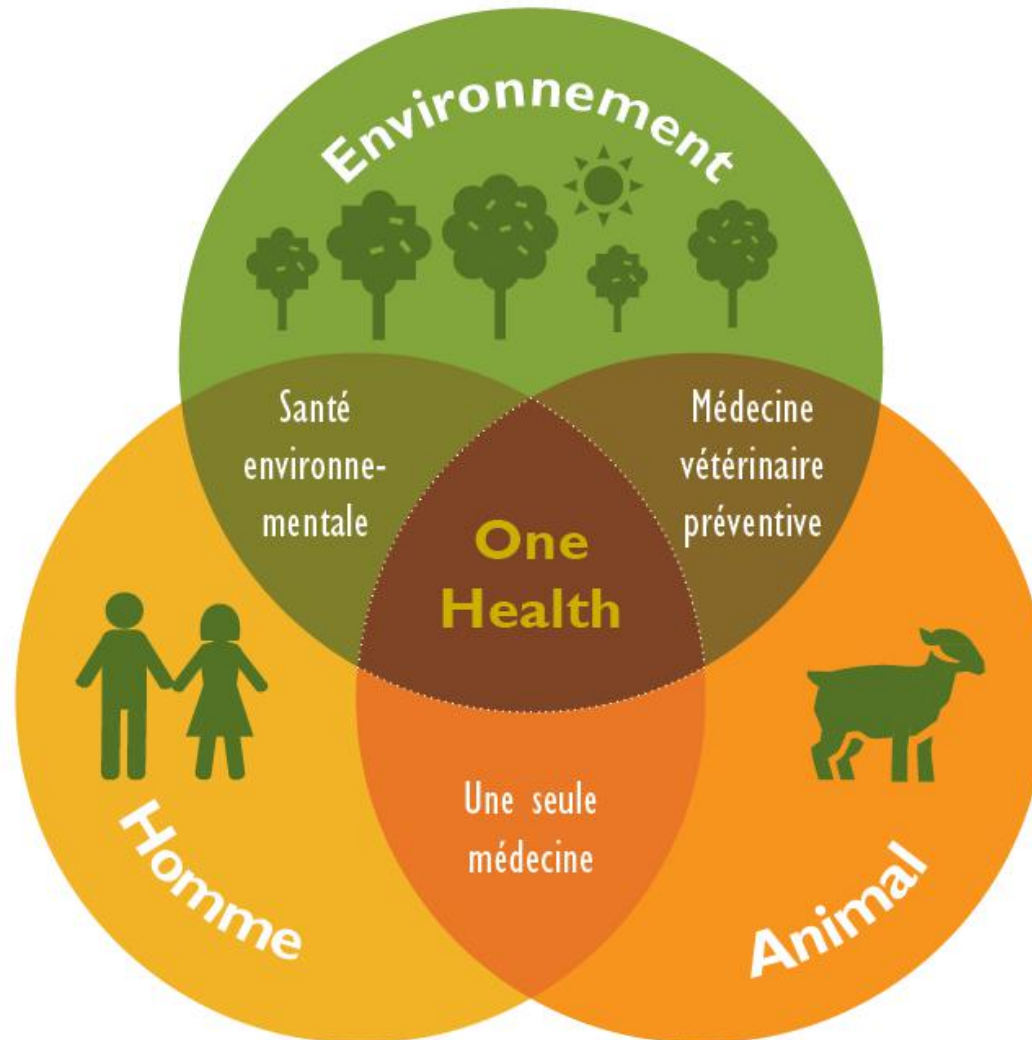 Environnement
Santé
environne-
mentale
Médecine
vétérinaire
préventive
One
Health
Une seule
médecine
Homme
Animal